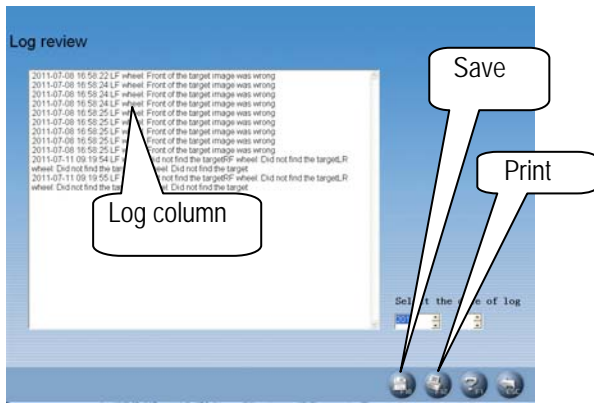 Log review
Save
2011-07-08 16:58:22 LF wheel: Front of the target image was wrong
2011-07-08 16:58:24 LF wheel: Front of the target image was wrong
2011-07-08 16:58:24 LF wheel: Front of the target image was wrong
2011-07-08 16:58:24 LF wheel: Front of the target image was wrong
2011-07-08 16:58:25 LF wheel: Front of the target image was wrong
2011-07-08 16:58:25 LF wheel: Front of the target image was wrong
2011-07-08 16:58:25 LF wheel: Front of the target image was wrong
2011-07-08 16:58:25 LF wheel: Front of the target image was wrong
2011-07-08 16:58:25 LF wheel: Front of the target image was wrong
2011-07-11 09:19:54 LF not find the targetRF wheel: Did not find the targetLR
wheel: Did not find the Did not find the target
2011-07-11 09:19:55 LF not find the targetRF wheel: Did not find the targetLR
wheel: Did not find the Did not find the target
Print
Log column
Select the of log